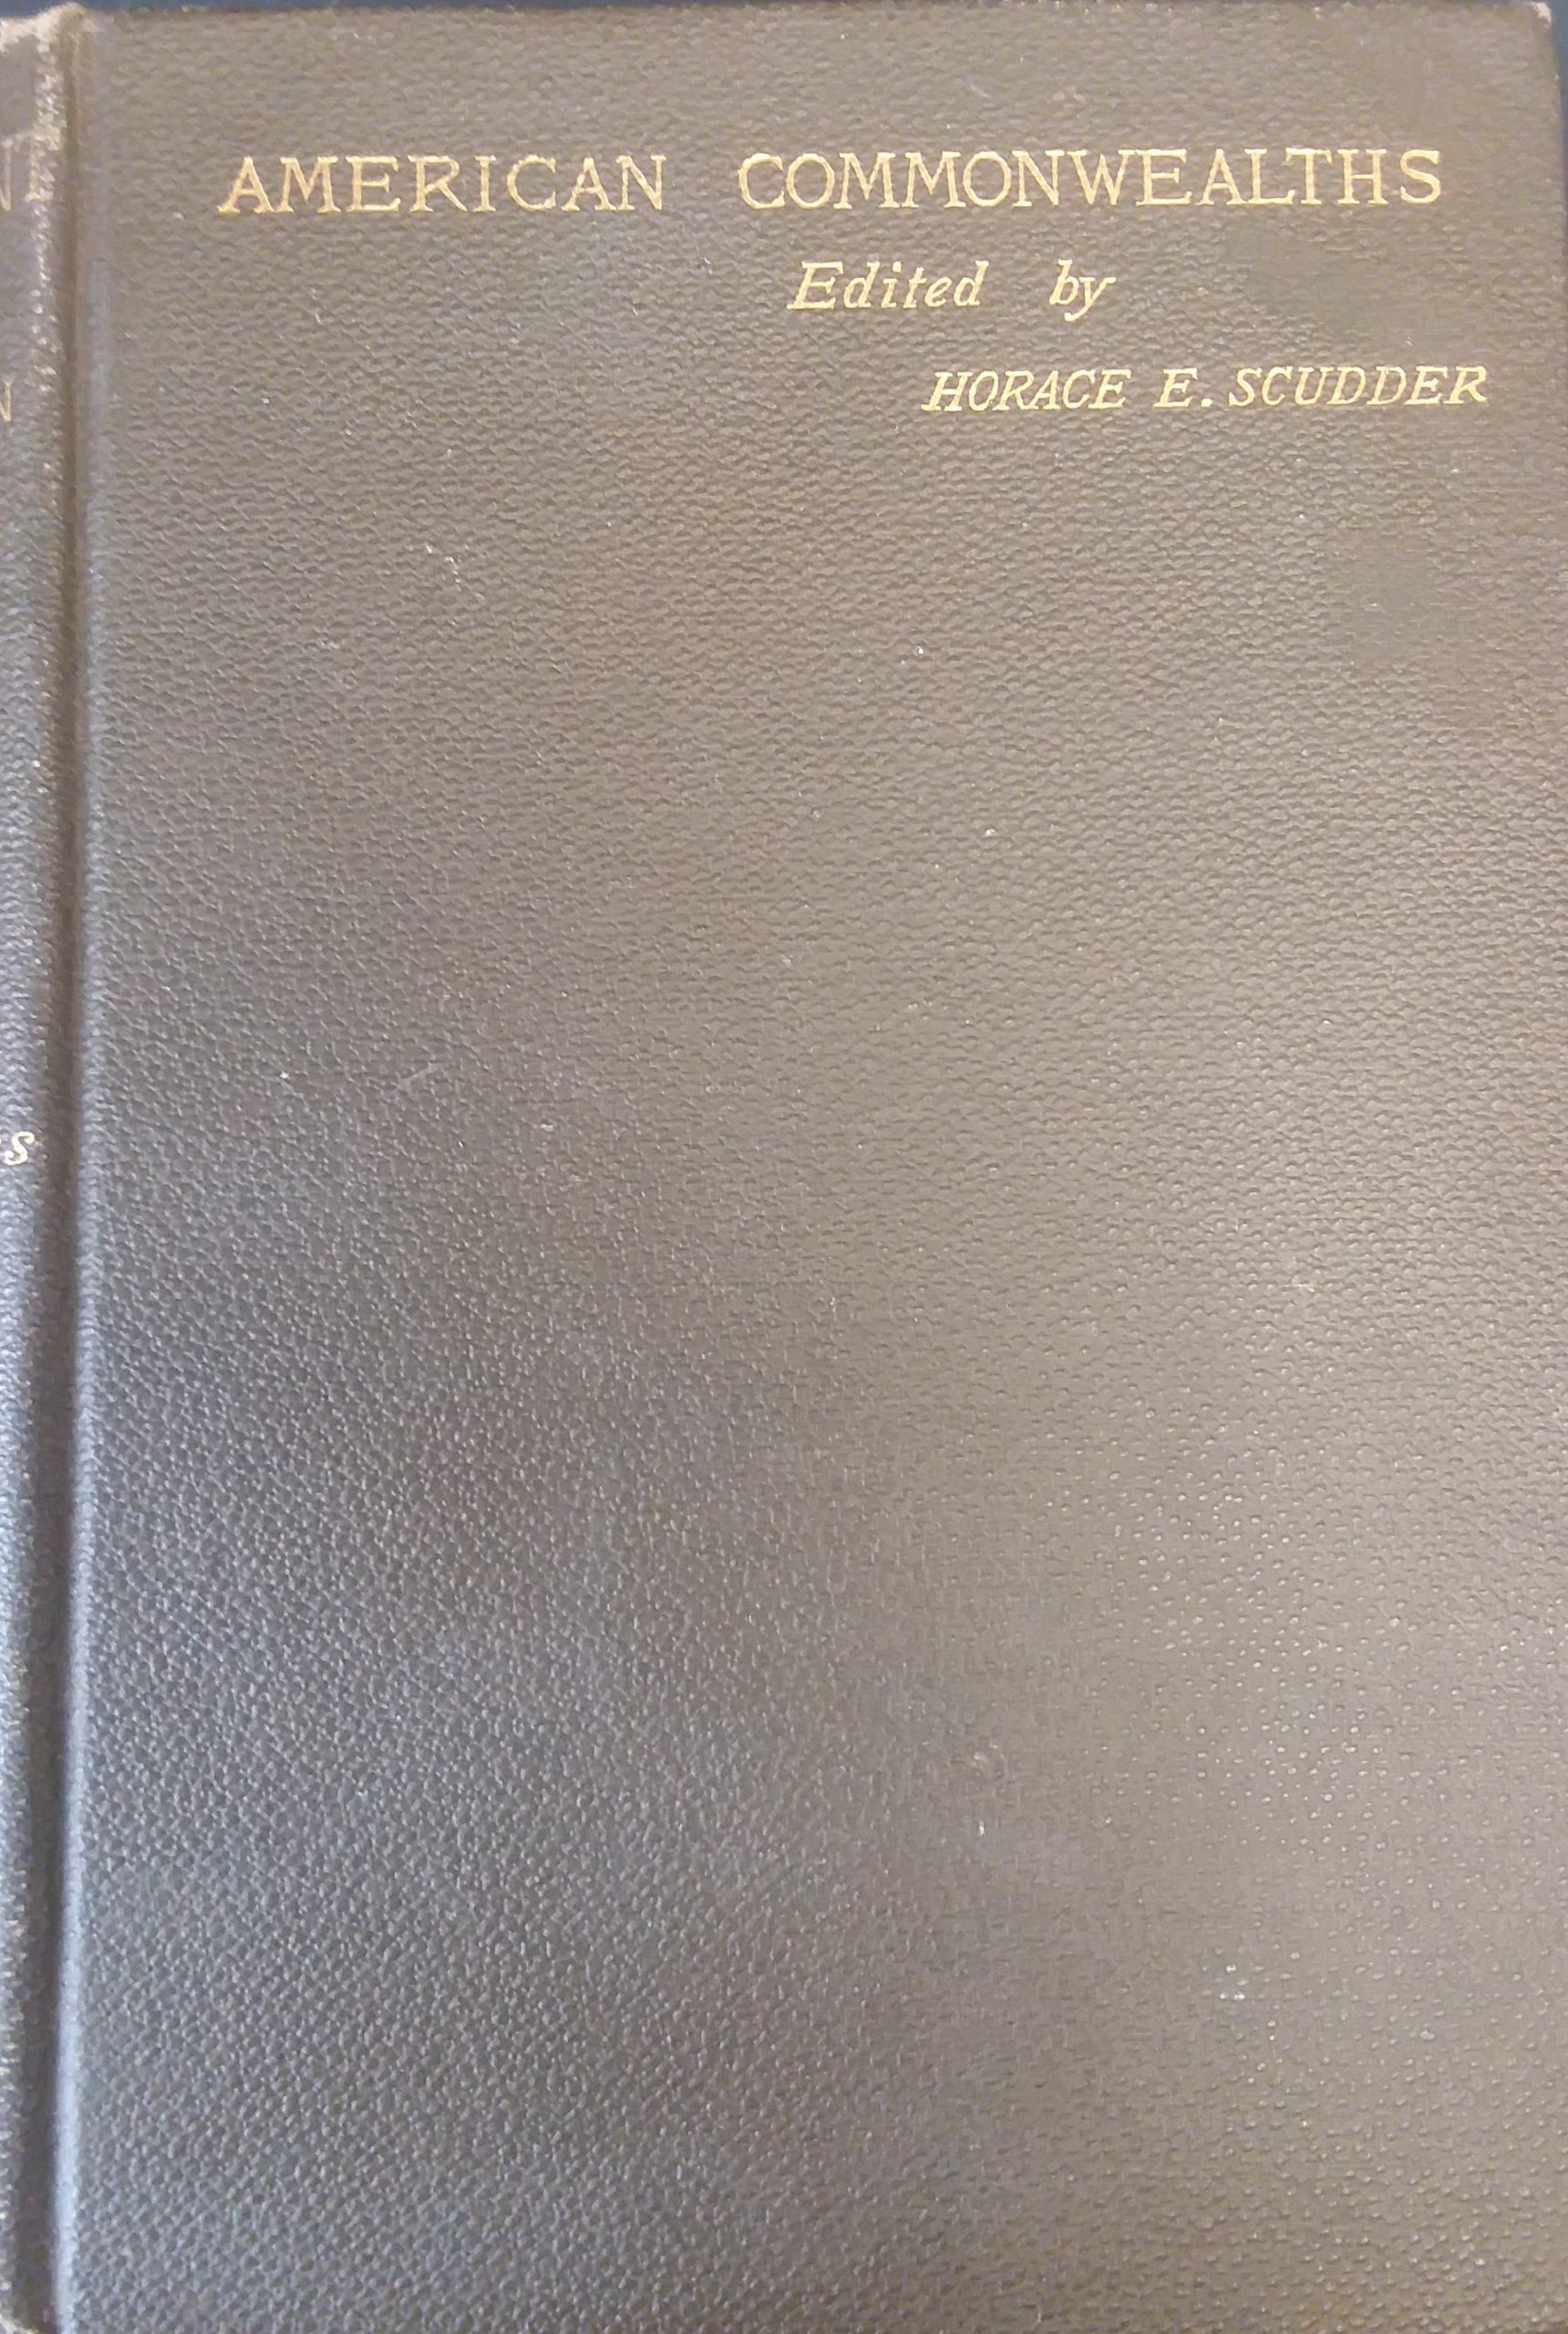 AMERICAN COMMONWEALTHS
Edited by
HORACE E. SCUDDER